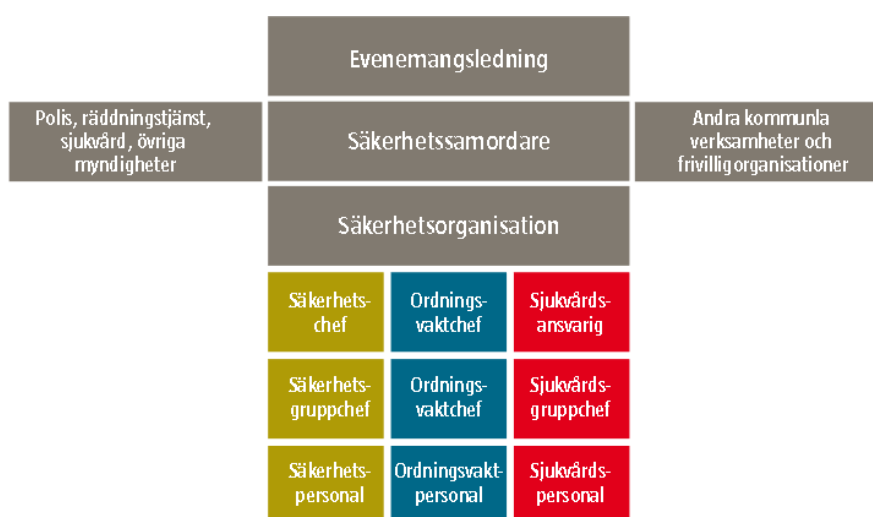 Evenemangsledning
Polis, räddningstjänst,
sjukvård, övriga
myndigheter
Säkerhetssamordare
Andra kommunla
verksamheter och
frivilligorganisationer
Säkerhetsorganisation
Säkerhets-
chef
Ordnings-
vaktchef
Sjukvårds-
ansvarig
Säkerhets-
gruppchef
Ordnings-
vaktchef
Sjukvårds-
gruppchef
Säkerhets-
personal
Ordningsvakt-
personal
Sjukvårds-
personal